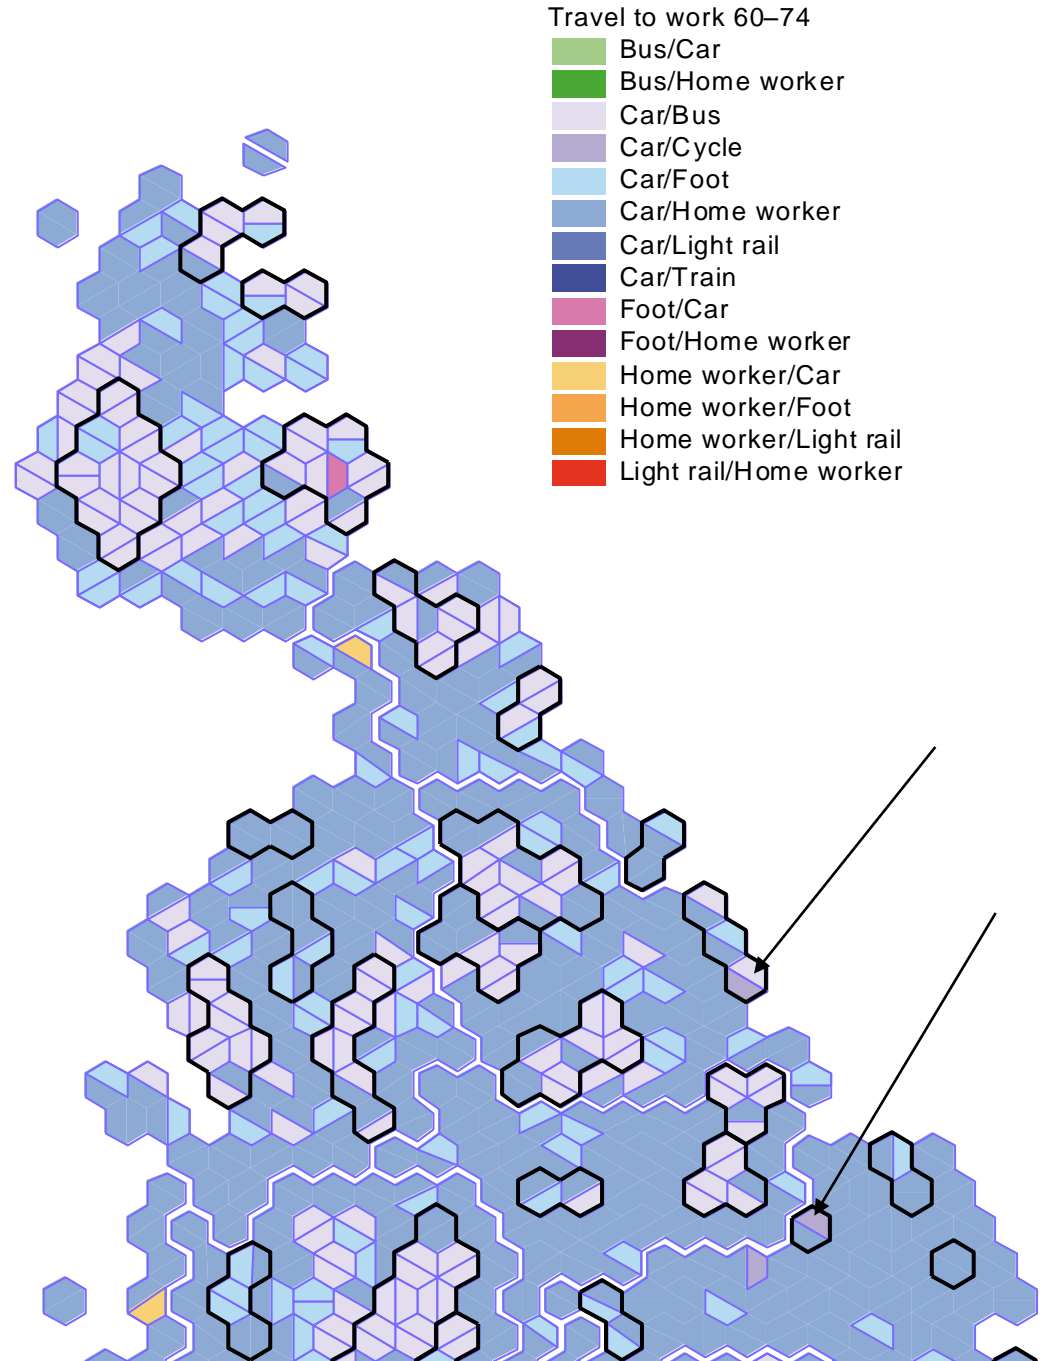 Travel to work 60–74
Bus/Car
Bus/Home worker
Car/Bus
Car/Cycle
Car/Foot
Car/Home worker
Car/Light rail
Car/Train
Foot/Car
Foot/Home worker
Home worker/Car
Home worker/Foot
Home worker/Light rail
Light rail/Home worker